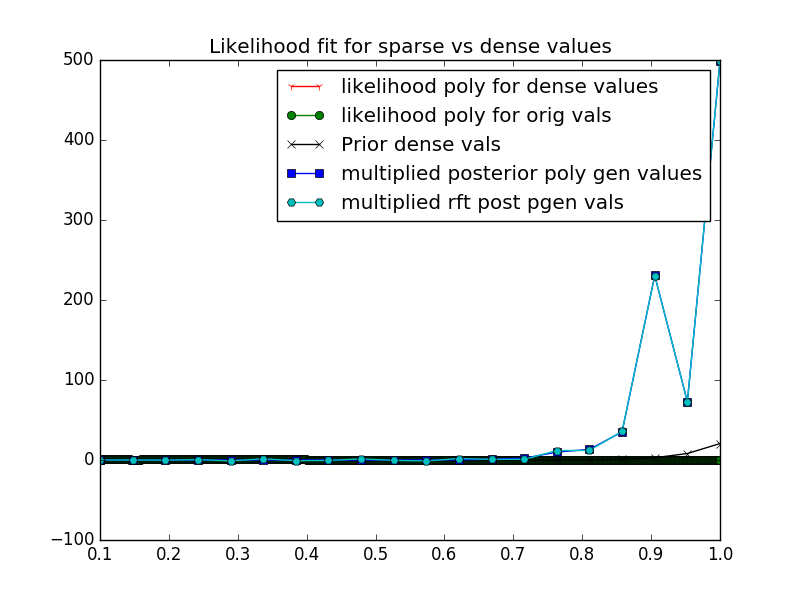 Likelihood fit for sparse vs dense values
500
likelihood poly for dense values
likelihood poly for orig vals
Prior dense vals
multiplied posterior poly gen values
multiplied rft post pgen vals
400
300
200
100
0
−100
0.1 0.2 0.3 0.4 0.5 0.6 0.7 0.8 0.9 1.0